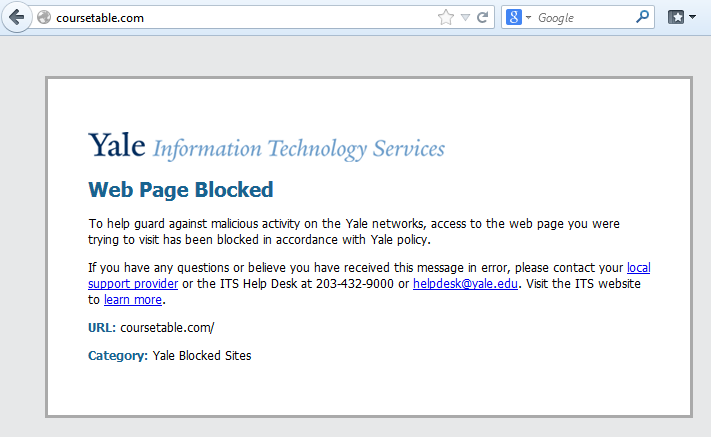 coursetable.com
Google
Yale Information Technology Services
Web Page Blocked
To help guard against malicious activity on the Yale networks, access to the web page you were
trying to visit has been blocked in accordance with Yale policy.
If you have any questions or believe you have received this message in error, please contact your local
support provider or the ITS Help Desk at 203-432-9000 or helpdesk@yale.edu. Visit the ITS website
to learn more.
URL: coursetable.com/
Category: Yale Blocked Sites